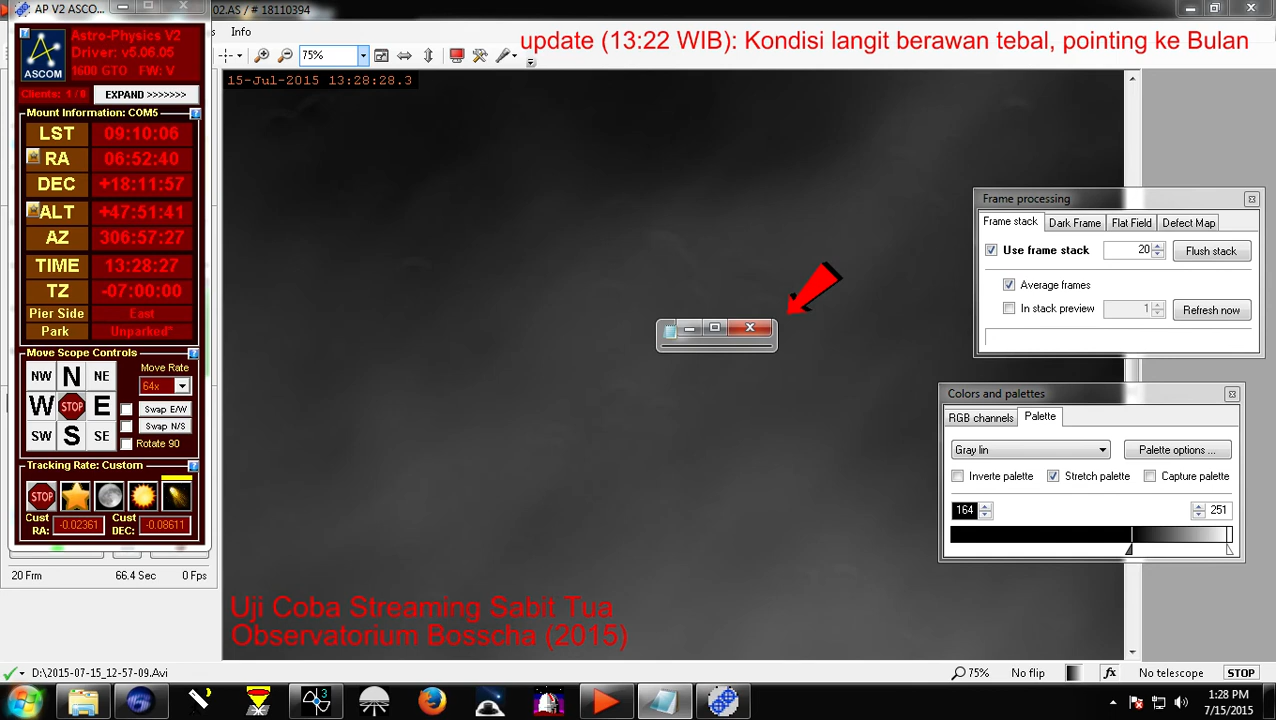 AP V2 ASCO...
02.AS / # 18110394
Astro-Physics V2
Driver: v5.06.05
1600 GTO FW: V
ASCOM
Clients: 1 / 0
EXPAND >>>>>>>
Mount Information: COM5
LST 09:10:06
RA 06:52:40
DEC +18:11:57
ALT +47:51:41
AZ 306:57:27
TIME 13:28:27
TZ -07:00:00
Pier Side East
Park Unparked*
Move Scope Controls
NW N NE
W STOP E
SW S SE
Move Rate
64x
Swap E/W
Swap N/S
Rotate 90
Tracking Rate: Custom
STOP
Cust RA: -0.02361
Cust DEC: -0.08611
20 Frm 66.4 Sec 0 Fps
Info
75%
update (13:22 WIB): Kondisi langit berawan tebal, pointing ke Bulan
15-Jul-2015 13:28:28.3
Frame processing
Frame stack Dark Frame Flat Field Defect Map
Use frame stack 20 Flush stack
Average frames
In stack preview 1 Refresh now
Colors and palettes
RGB channels Palette
Gray lin Palette options ...
Inverte palette Stretch palette Capture palette
164 251
Uji Coba Streaming Sabit Tua
Observatorium Bosscha (2015)
D:\2015-07-15_12-57-09.Avi
75% No flip fx No telescope STOP
1:28 PM
7/15/2015